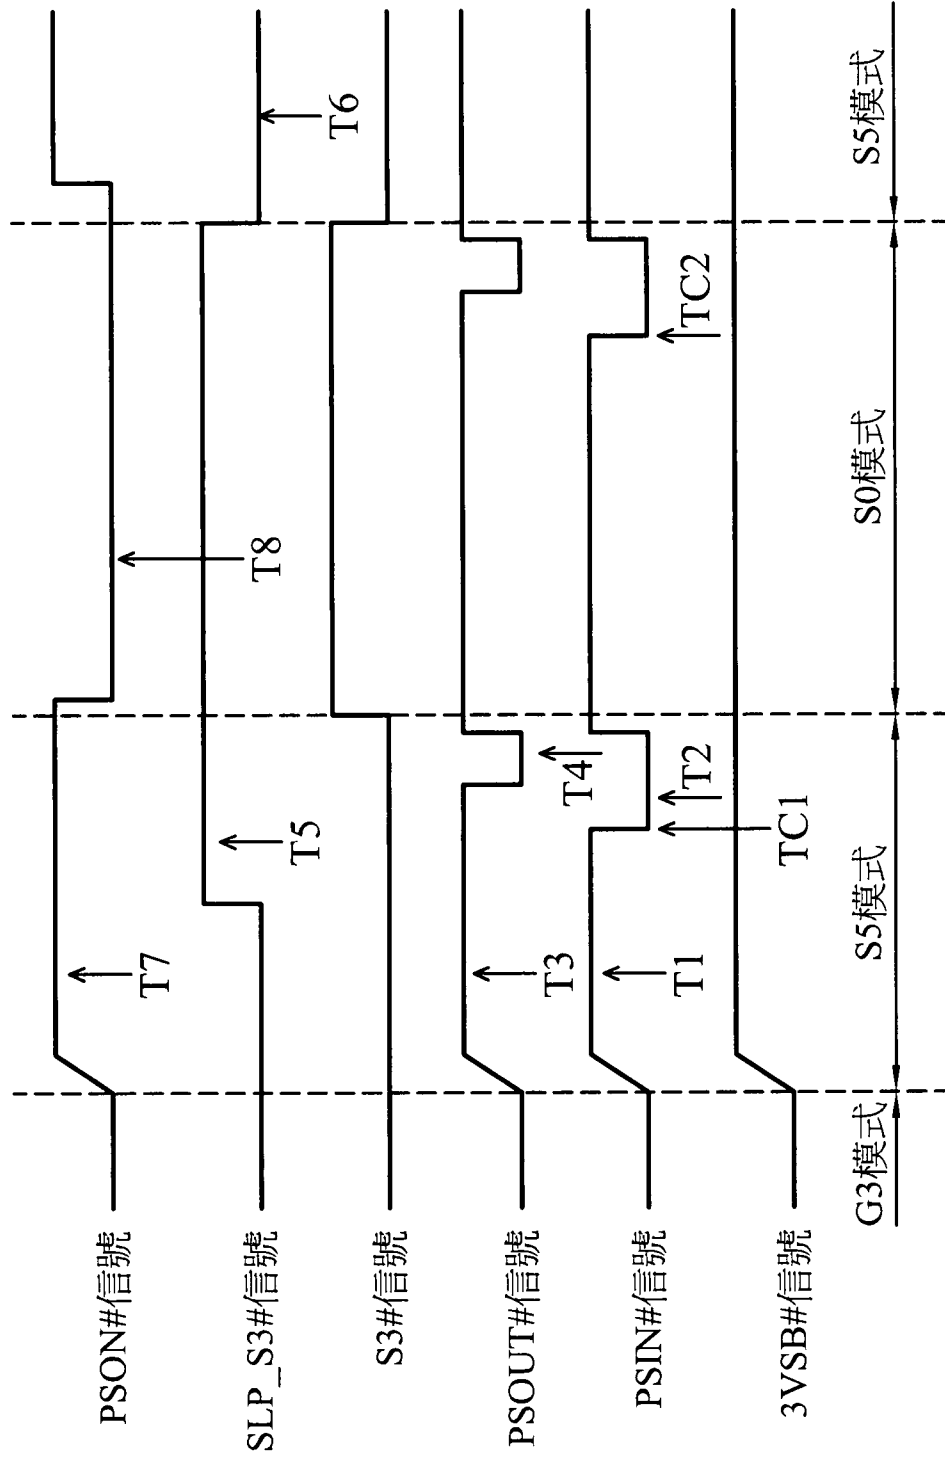 PSON#信號
T7
T8
SLP_S3#信號
T5
T6
S3#信號
PSOUT#信號
T3
T4
PSIN#信號
T1
T2
TC2
TC1
3VSB#信號
G3模式
S5模式
S0模式
S5模式